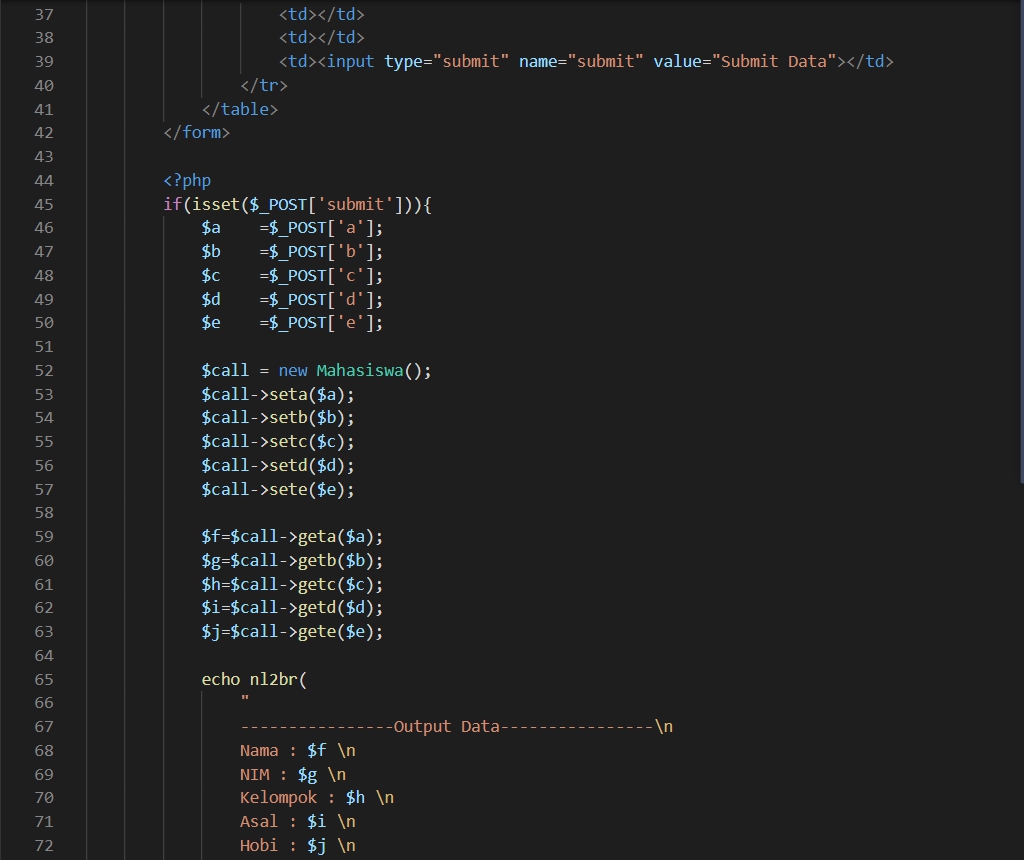 37 <td></td>
38 <td></td>
39 <td><input type="submit" name="submit" value="Submit Data"></td>
40 </tr>
41 </table>
42 </form>
43
44 <?php
45 if(isset($_POST['submit'])){
46 $a    =$_POST['a'];
47 $b    =$_POST['b'];
48 $c    =$_POST['c'];
49 $d    =$_POST['d'];
50 $e    =$_POST['e'];
51
52 $call = new Mahasiswa();
53 $call->seta($a);
54 $call->setb($b);
55 $call->setc($c);
56 $call->setd($d);
57 $call->sete($e);
58
59 $f=$call->geta($a);
60 $g=$call->getb($b);
61 $h=$call->getc($c);
62 $i=$call->getd($d);
63 $j=$call->gete($e);
64
65 echo nl2br(
66 "
67 ----------------Output Data----------------\n
68 Nama : $f \n
69 NIM : $g \n
70 Kelompok : $h \n
71 Asal : $i \n
72 Hobi : $j \n